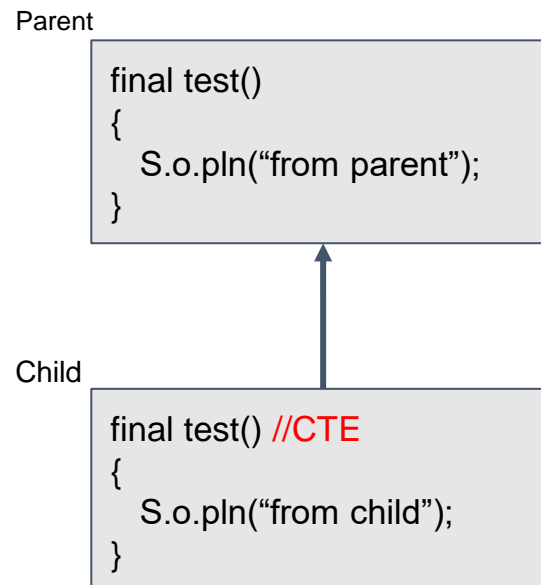 Parent
final test()
{
S.o.pln(“from parent”);
}
Child
final test() //CTE
{
S.o.pln(“from child”);
}